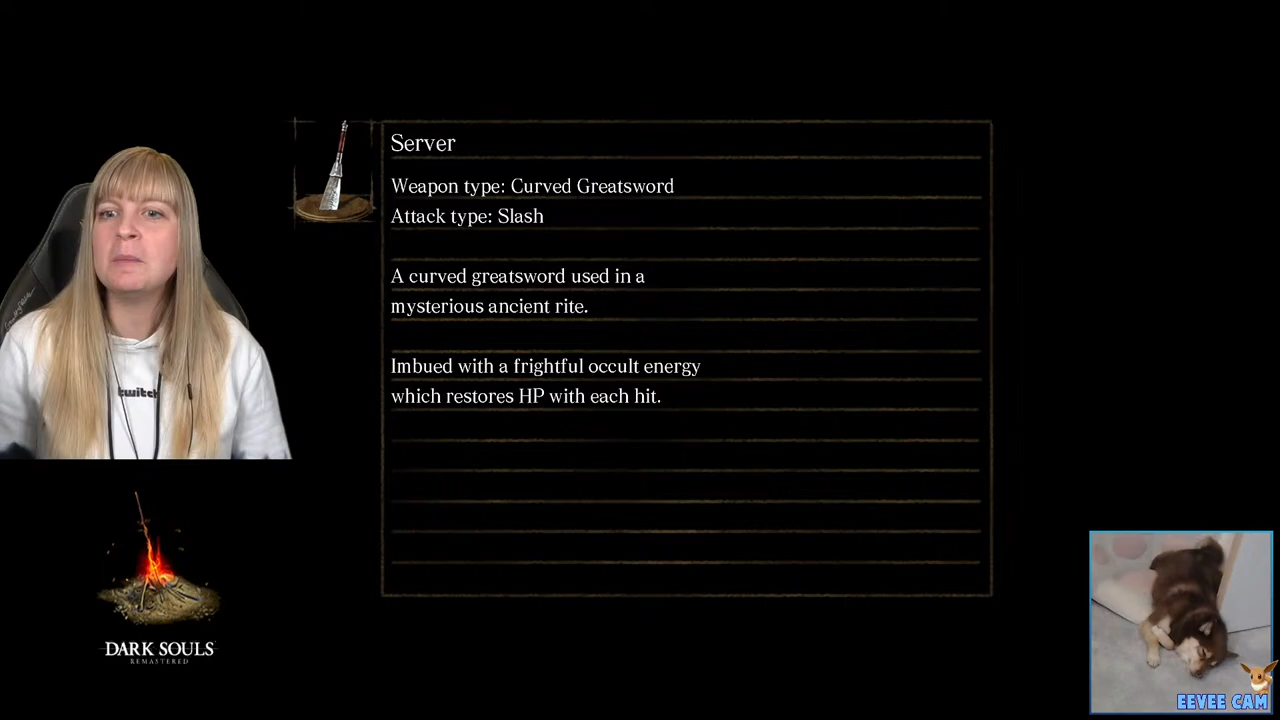 Server
Weapon type: Curved Greatsword
Attack type: Slash
A curved greatsword used in a
mysterious ancient rite.
Imbued with a frightful occult energy
which restores HP with each hit.
twitch
DARK SOULS
REMASTERED
EEVEE CAM